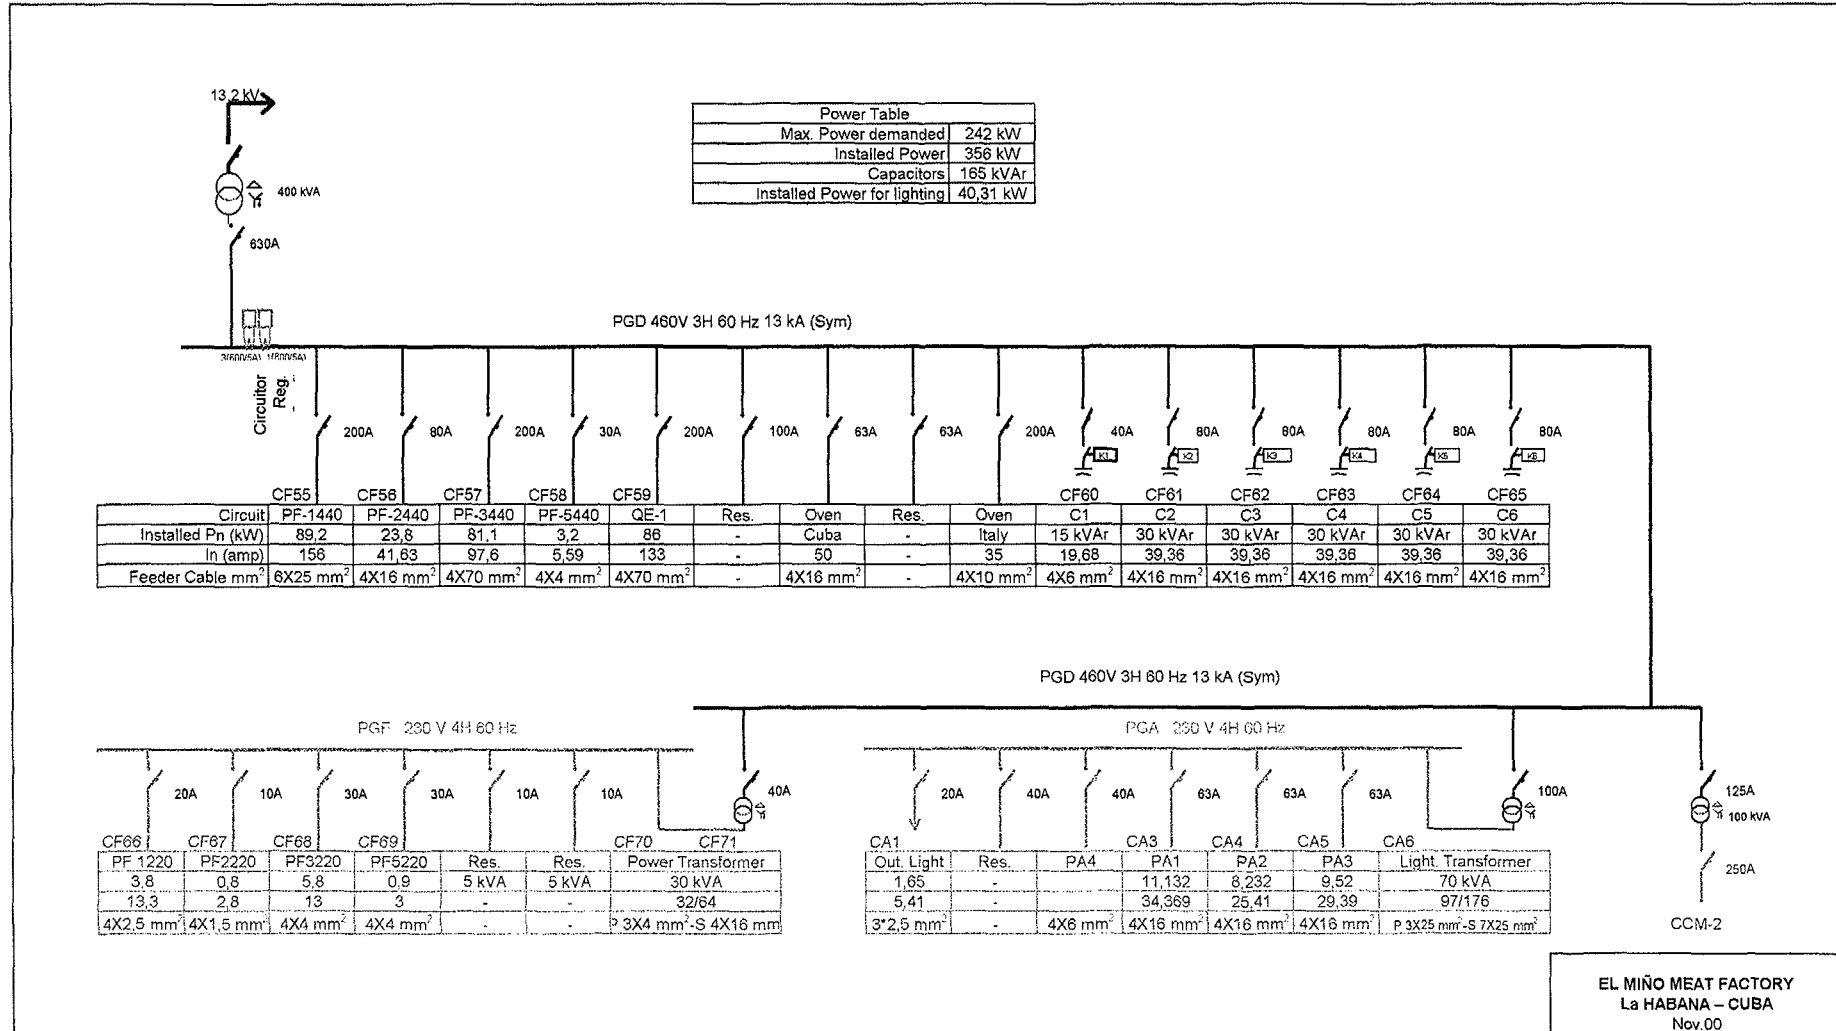 13,2 kV
400 kVA
630A
Power Table
Max. Power demanded 242 kW
Installed Power 356 kW
Capacitors 165 kVAr
Installed Power for lighting 40,31 kW
PGD 460V 3H 60 Hz 13 kA (Sym)
3(600/5A) 1(600/5A)
Circuitor
Reg.
200A 80A 200A 30A 200A 100A 63A 63A 200A 40A 80A 80A 80A 80A 80A
K1 K2 K3 K4 K5 K6
CF55 CF56 CF57 CF58 CF59 CF60 CF61 CF62 CF63 CF64 CF65
Circuit PF-1440 PF-2440 PF-3440 PF-5440 QE-1 Res. Oven Res. Oven C1 C2 C3 C4 C5 C6
Installed Pn (kW) 89,2 23,8 81,1 3,2 86 - Cuba - Italy 15 kVAr 30 kVAr 30 kVAr 30 kVAr 30 kVAr 30 kVAr
In (amp) 156 41,63 97,6 5,59 133 - 50 - 35 19,68 39,36 39,36 39,36 39,36 39,36
Feeder Cable mm² 6X25 mm² 4X16 mm² 4X70 mm² 4X4 mm² 4X70 mm² - 4X16 mm² - 4X10 mm² 4X6 mm² 4X16 mm² 4X16 mm² 4X16 mm² 4X16 mm² 4X16 mm²
PGD 460V 3H 60 Hz 13 kA (Sym)
PGF 230 V 4H 60 Hz
20A 10A 30A 30A 10A 10A 40A
CF66 CF67 CF68 CF69 CF70 CF71
PF 1220 PF2220 PF3220 PF5220 Res. Res. Power Transformer
3,8 0,8 5,8 0,9 5 kVA 5 kVA 30 kVA
13,3 2,8 13 3 - - 32/64
4X2,5 mm² 4X1,5 mm² 4X4 mm² 4X4 mm² - - P 3X4 mm²-S 4X16 mm
PGA 230 V 4H 60 Hz
20A 40A 40A 63A 63A 63A 100A
CA1 CA3 CA4 CA5 CA6
Out. Light Res. PA4 PA1 PA2 PA3 Light. Transformer
1,65 - 11,132 8,232 9,52 70 kVA
5,41 - 34,369 25,41 29,39 97/176
3*2,5 mm² - 4X6 mm² 4X16 mm² 4X16 mm² 4X16 mm² P 3X25 mm²-S 7X25 mm²
125A
100 kVA
250A
CCM-2
EL MIÑO MEAT FACTORY
La HABANA – CUBA
Nov.00